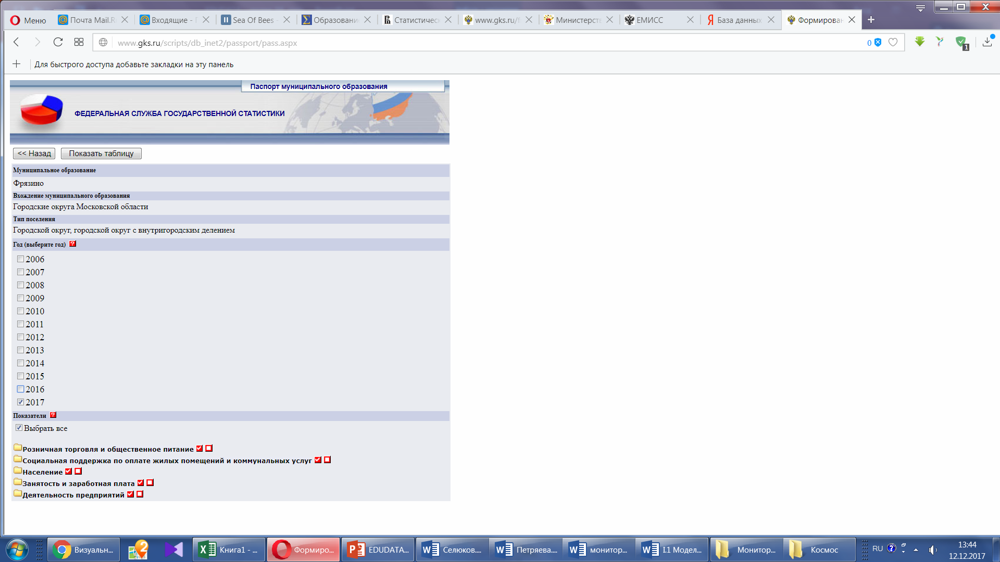 Меню
Почта Mail.R
Входящие - Г
Sea Of Bees -
Образовани
Статистичес
www.gks.ru/f
Министерст
ЕМИСС
База данных
Формирован
www.gks.ru/scripts/db_inet2/passport/pass.aspx
0
1
Для быстрого доступа добавьте закладки на эту панель
Паспорт муниципального образования
ФЕДЕРАЛЬНАЯ СЛУЖБА ГОСУДАРСТВЕННОЙ СТАТИСТИКИ
<< Назад
Показать таблицу
Муниципальное образование
Фрязино
Вхождение муниципального образования
Городские округа Московской области
Тип поселения
Городской округ, городской округ с внутригородским делением
Год (выберите год) ?
2006
2007
2008
2009
2010
2011
2012
2013
2014
2015
2016
2017
Показатели ?
Выбрать все
Розничная торговля и общественное питание
Социальная поддержка по оплате жилых помещений и коммунальных услуг
Население
Занятость и заработная плата
Деятельность предприятий
Визуальн...
2
Книга1 - ...
Формиро...
EDUDATA...
Селюков....
Петряева....
монитор...
I.1 Модел...
Монитор...
Космос
RU
13:44
12.12.2017